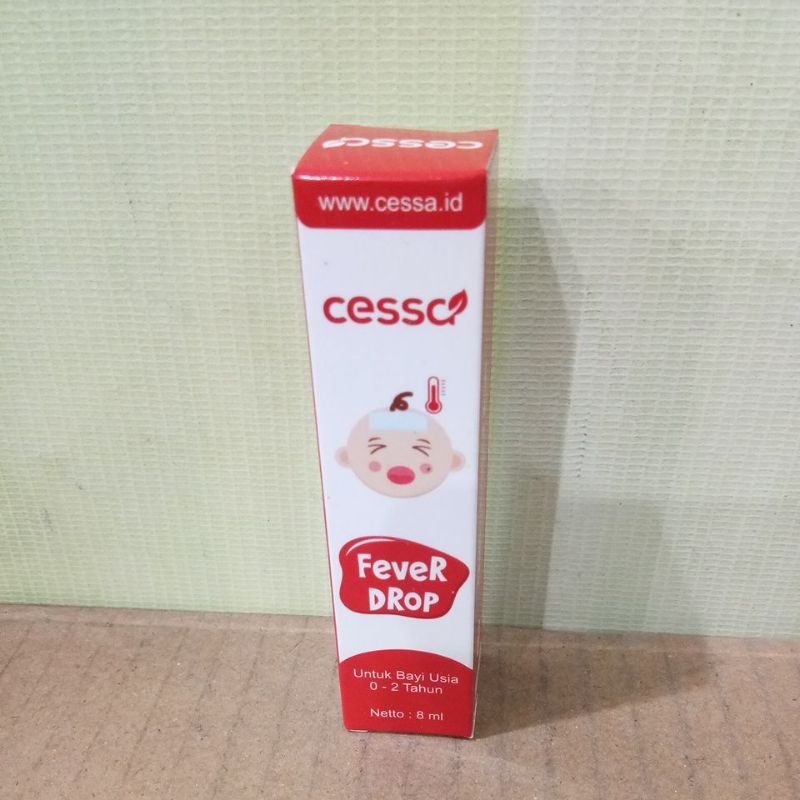 cessa
www.cessa.id
cessa
FeveR
DRoP
Untuk Bayi Usia
0 - 2 Tahun
Netto : 8 ml